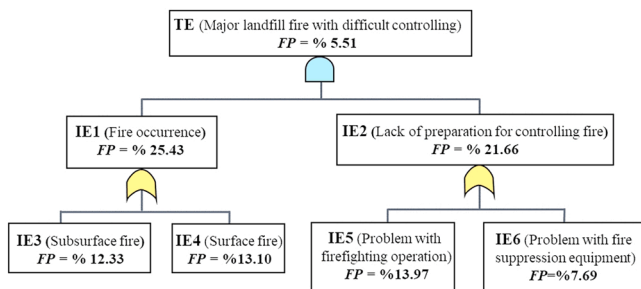 TE (Major landfill fire with difficult controlling)
FP = % 5.51
IE1 (Fire occurrence)
FP = % 25.43
IE2 (Lack of preparation for controlling fire)
FP = % 21.66
IE3 (Subsurface fire)
FP = % 12.33
IE4 (Surface fire)
FP = %13.10
IE5 (Problem with
firefighting operation)
FP = %13.97
IE6 (Problem with fire
suppression equipment)
FP=%7.69